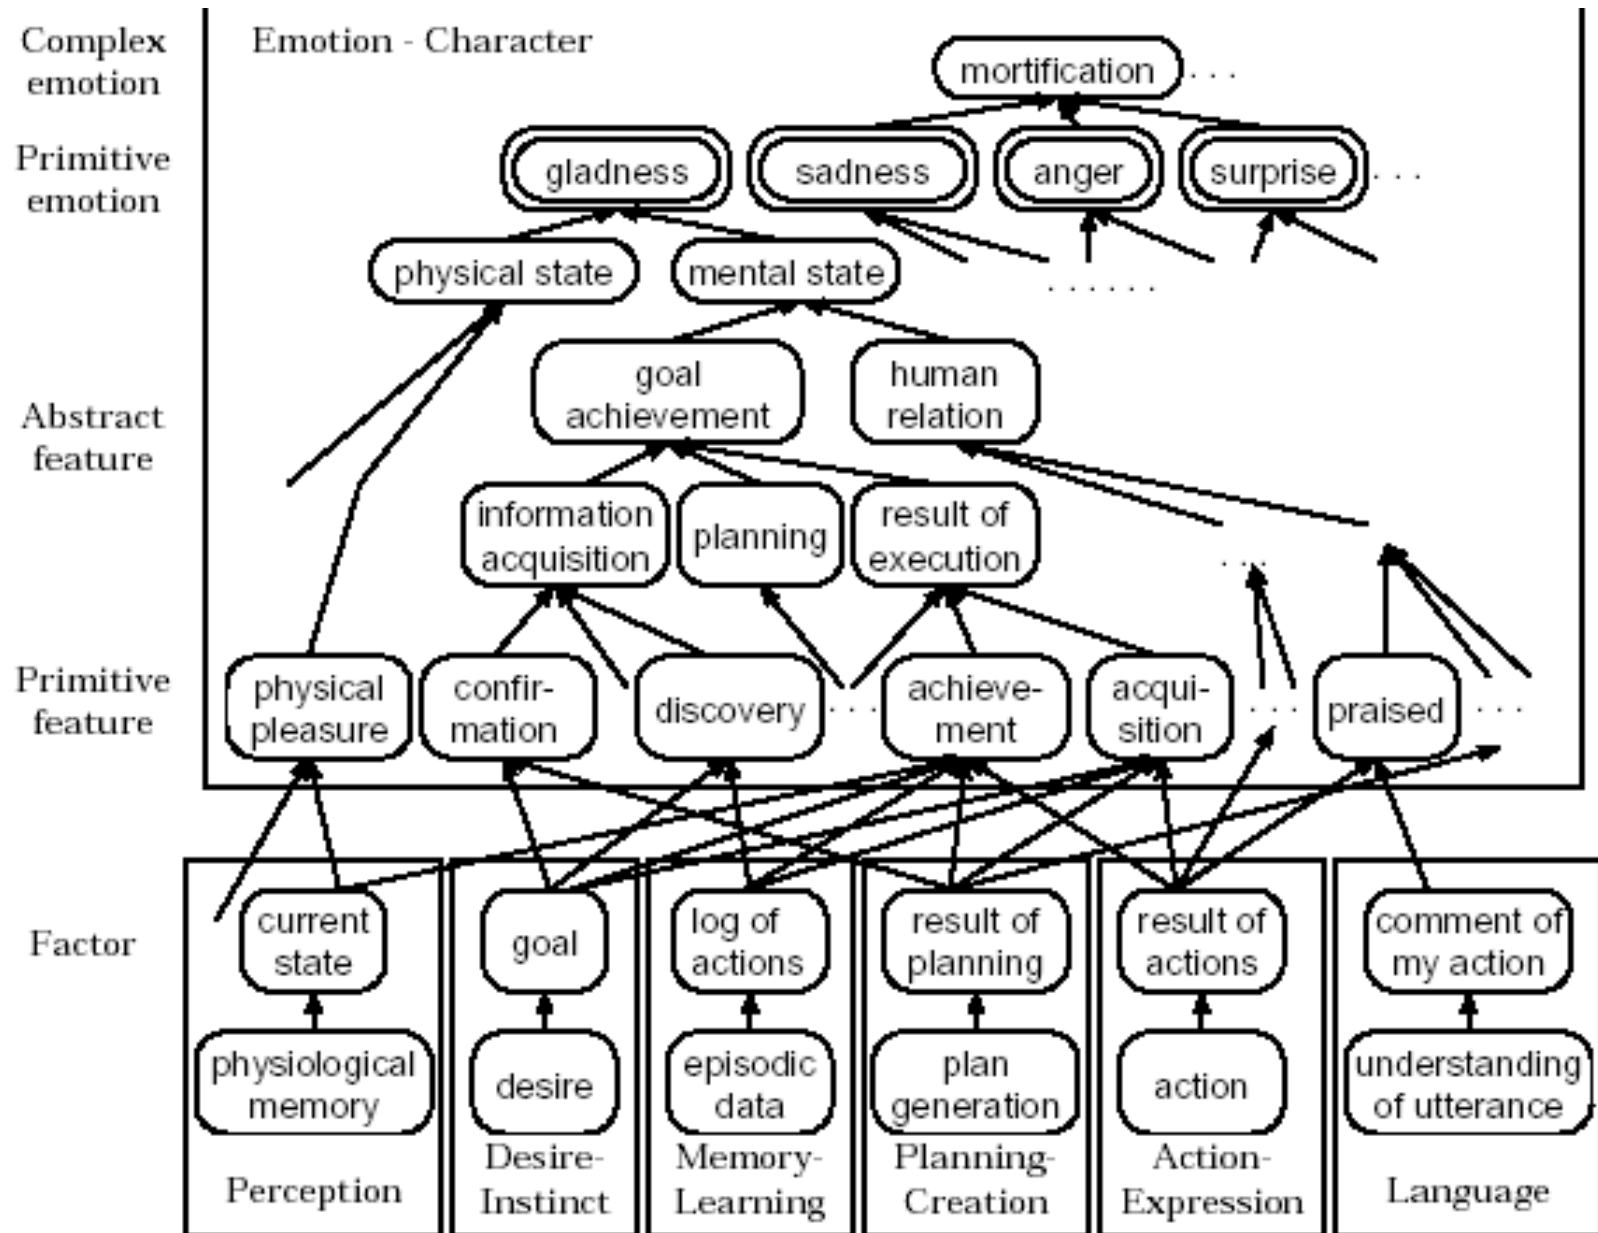 Complex
emotion
Emotion - Character
mortification
. . .
Primitive
emotion
gladness
sadness
anger
surprise
. . .
physical state
mental state
. . . . . .
Abstract
feature
goal
achievement
human
relation
information
acquisition
planning
result of
execution
. . .
Primitive
feature
physical
pleasure
confir-
mation
discovery
. . .
achieve-
ment
acqui-
sition
. . .
praised
. . .
Factor
current
state
goal
log of
actions
result of
planning
result of
actions
comment of
my action
physiological
memory
desire
episodic
data
plan
generation
action
understanding
of utterance
Perception
Desire-
Instinct
Memory-
Learning
Planning-
Creation
Action-
Expression
Language